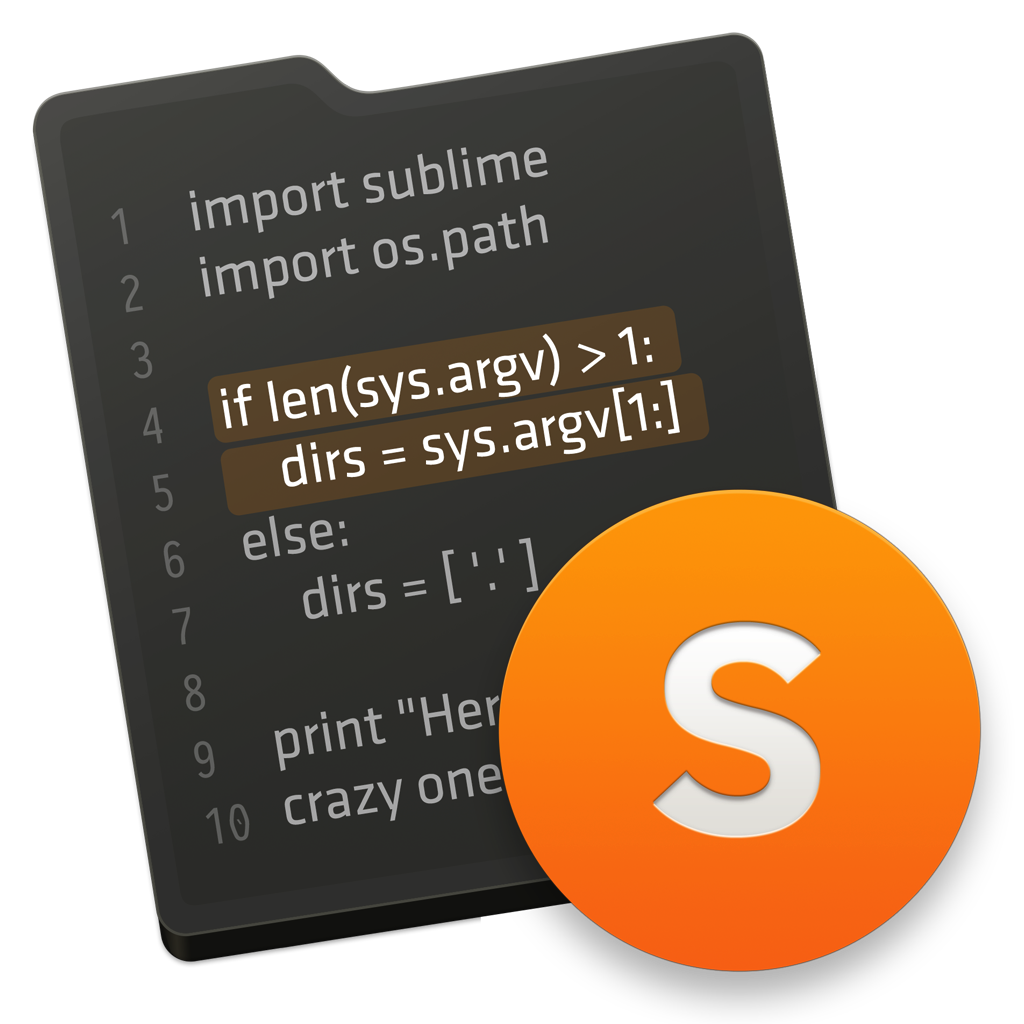 1 import sublime
2 import os.path
3
4 if len(sys.argv) > 1:
5 dirs = sys.argv[1:]
6 else:
7 dirs = ['.']
8
9 print "Her
10 crazy one
S